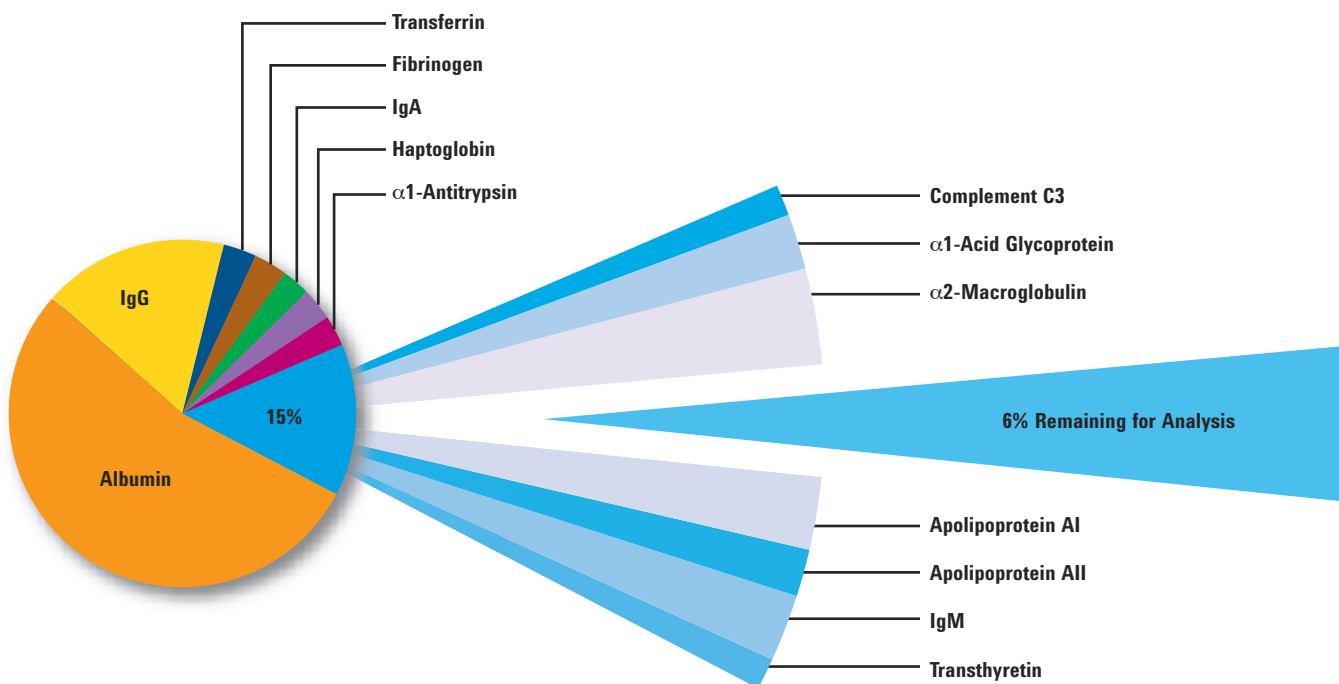 Transferrin
Fibrinogen
IgA
Haptoglobin
α1-Antitrypsin
IgG
15%
Albumin
Complement C3
α1-Acid Glycoprotein
α2-Macroglobulin
6% Remaining for Analysis
Apolipoprotein AI
Apolipoprotein AII
IgM
Transthyretin